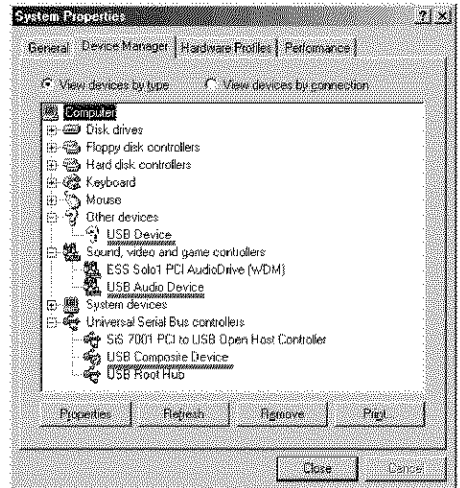 System Properties
General
Device Manager
Hardware Profiles
Performance
View devices by type
View devices by connection
Computer
Disk drives
Floppy disk controllers
Hard disk controllers
Keyboard
Mouse
Other devices
USB Device
Sound, video and game controllers
ESS Solo1 PCI AudioDrive (WDM)
USB Audio Device
System devices
Universal Serial Bus controllers
SiS 7001 PCI to USB Open Host Controller
USB Composite Device
USB Root Hub
Properties
Refresh
Remove
Print
Close
Cancel